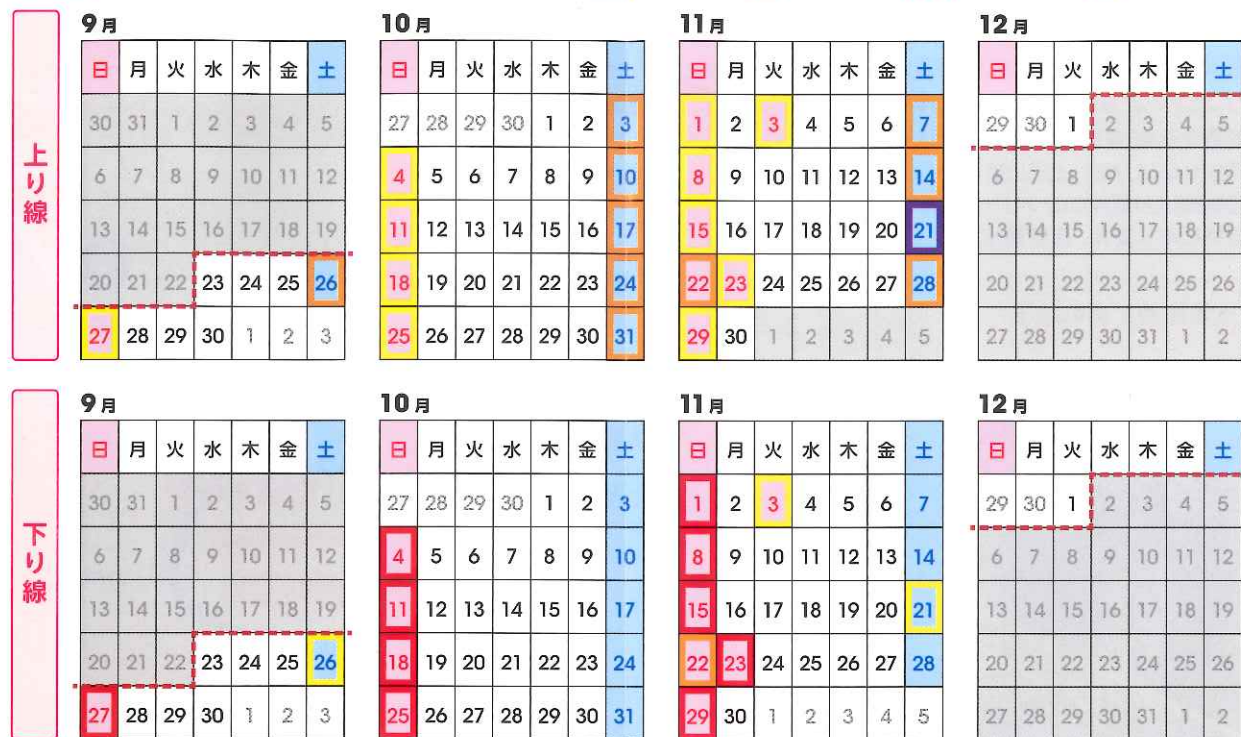 上り線
9月 10月 11月 12月
日 月 火 水 木 金 土 日 月 火 水 木 金 土 日 月 火 水 木 金 土 日 月 火 水 木 金 土
30 31 1 2 3 4 5 27 28 29 30 1 2 3 1 2 3 4 5 6 7 29 30 1 2 3 4 5
6 7 8 9 10 11 12 4 5 6 7 8 9 10 8 9 10 11 12 13 14 6 7 8 9 10 11 12
13 14 15 16 17 18 19 11 12 13 14 15 16 17 15 16 17 18 19 20 21 13 14 15 16 17 18 19
20 21 22 23 24 25 26 18 19 20 21 22 23 24 22 23 24 25 26 27 28 20 21 22 23 24 25 26
27 28 29 30 1 2 3 25 26 27 28 29 30 31 29 30 1 2 3 4 5 27 28 29 30 31 1 2
下り線
9月 10月 11月 12月
日 月 火 水 木 金 土 日 月 火 水 木 金 土 日 月 火 水 木 金 土 日 月 火 水 木 金 土
30 31 1 2 3 4 5 27 28 29 30 1 2 3 1 2 3 4 5 6 7 29 30 1 2 3 4 5
6 7 8 9 10 11 12 4 5 6 7 8 9 10 8 9 10 11 12 13 14 6 7 8 9 10 11 12
13 14 15 16 17 18 19 11 12 13 14 15 16 17 15 16 17 18 19 20 21 13 14 15 16 17 18 19
20 21 22 23 24 25 26 18 19 20 21 22 23 24 22 23 24 25 26 27 28 20 21 22 23 24 25 26
27 28 29 30 1 2 3 25 26 27 28 29 30 31 29 30 1 2 3 4 5 27 28 29 30 31 1 2